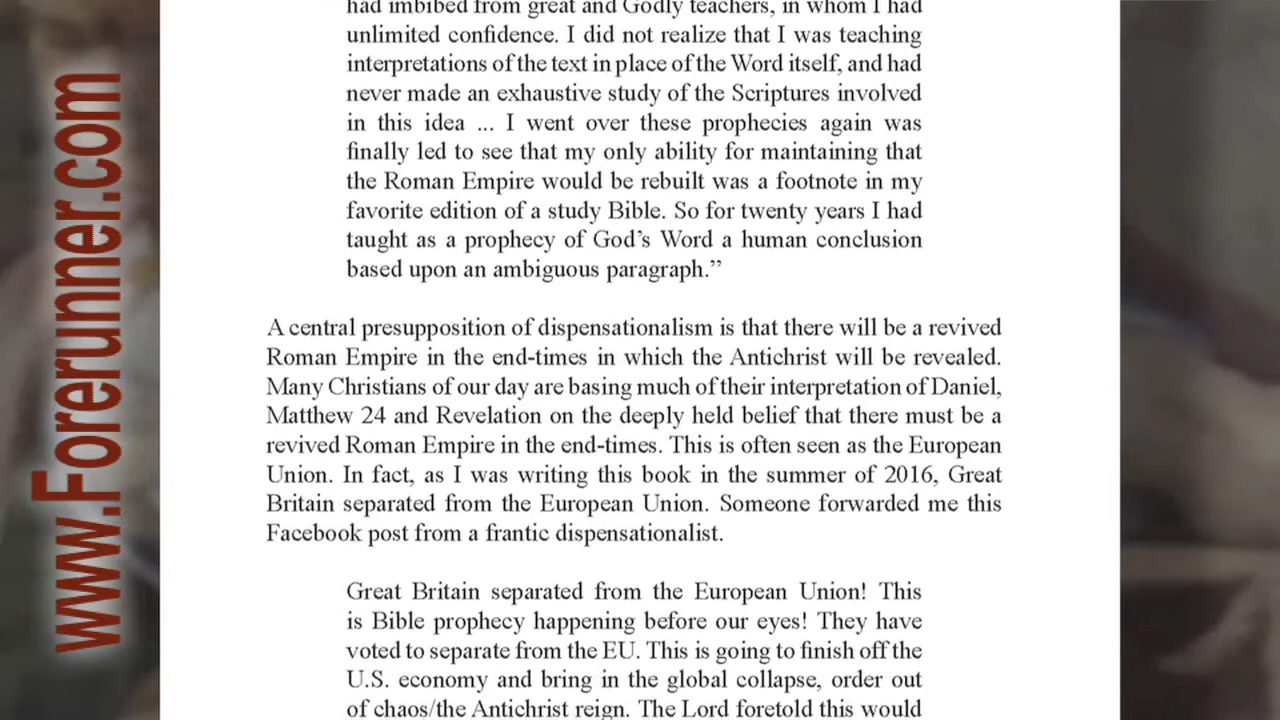 www.Forerunner.com
had imbibed from great and Godly teachers, in whom I had
unlimited confidence. I did not realize that I was teaching
interpretations of the text in place of the Word itself, and had
never made an exhaustive study of the Scriptures involved
in this idea ... I went over these prophecies again was
finally led to see that my only ability for maintaining that
the Roman Empire would be rebuilt was a footnote in my
favorite edition of a study Bible. So for twenty years I had
taught as a prophecy of God’s Word a human conclusion
based upon an ambiguous paragraph.”
A central presupposition of dispensationalism is that there will be a revived
Roman Empire in the end-times in which the Antichrist will be revealed.
Many Christians of our day are basing much of their interpretation of Daniel,
Matthew 24 and Revelation on the deeply held belief that there must be a
revived Roman Empire in the end-times. This is often seen as the European
Union. In fact, as I was writing this book in the summer of 2016, Great
Britain separated from the European Union. Someone forwarded me this
Facebook post from a frantic dispensationalist.
Great Britain separated from the European Union! This
is Bible prophecy happening before our eyes! They have
voted to separate from the EU. This is going to finish off the
U.S. economy and bring in the global collapse, order out
of chaos/the Antichrist reign. The Lord foretold this would